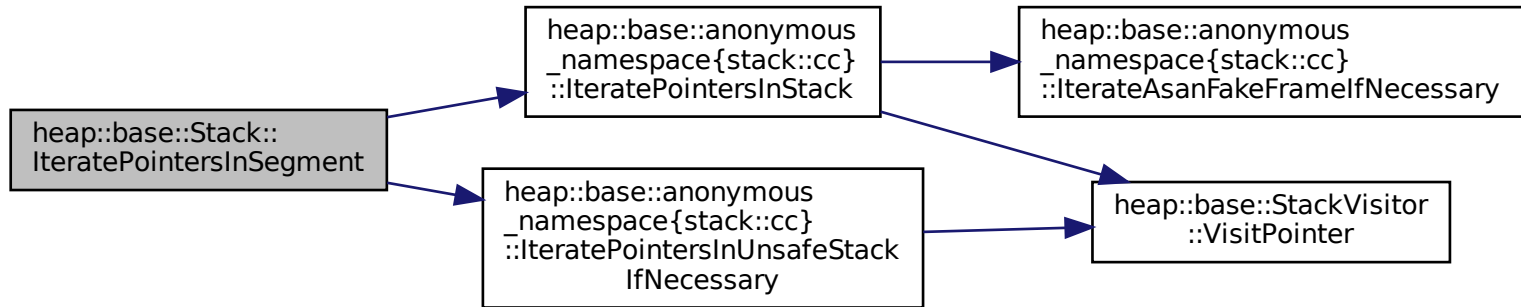 heap::base::Stack::
IteratePointersInSegment
heap::base::anonymous
_namespace{stack::cc}
::IteratePointersInStack
heap::base::anonymous
_namespace{stack::cc}
::IterateAsanFakeFrameIfNecessary
heap::base::anonymous
_namespace{stack::cc}
::IteratePointersInUnsafeStack
IfNecessary
heap::base::StackVisitor
::VisitPointer